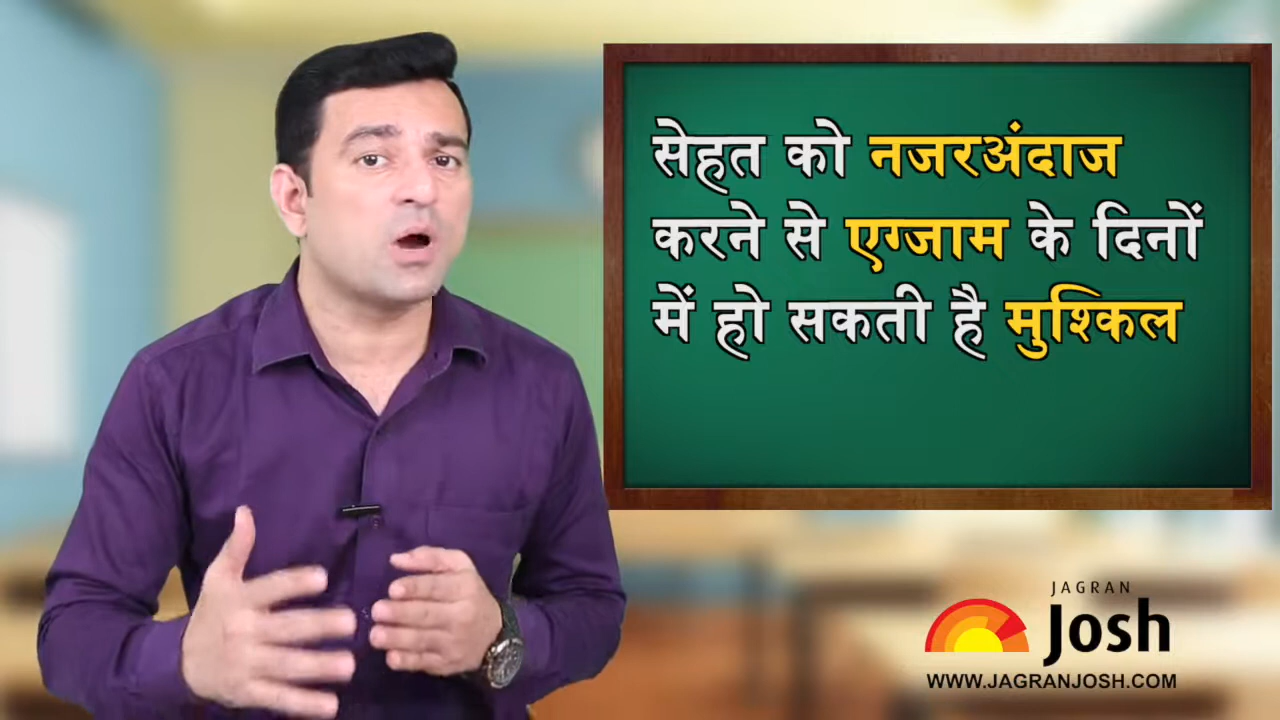 सेहत को नजरअंदाज
करने से एग्जाम के दिनों
में हो सकती है मुश्किल
JAGRAN
Josh
WWW.JAGRANJOSH.COM